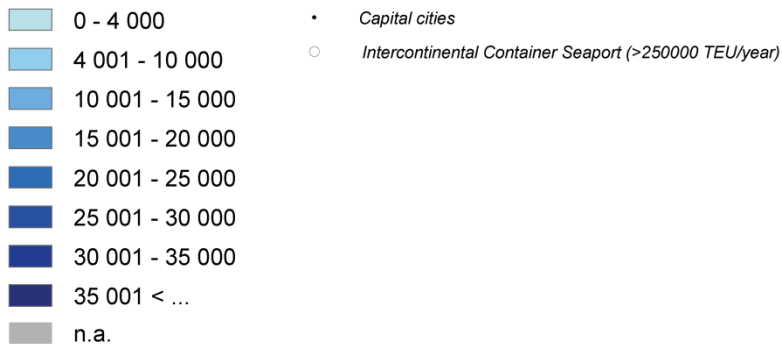 0 - 4 000
4 001 - 10 000
10 001 - 15 000
15 001 - 20 000
20 001 - 25 000
25 001 - 30 000
30 001 - 35 000
35 001 < ...
n.a.
Capital cities
Intercontinental Container Seaport (>250000 TEU/year)